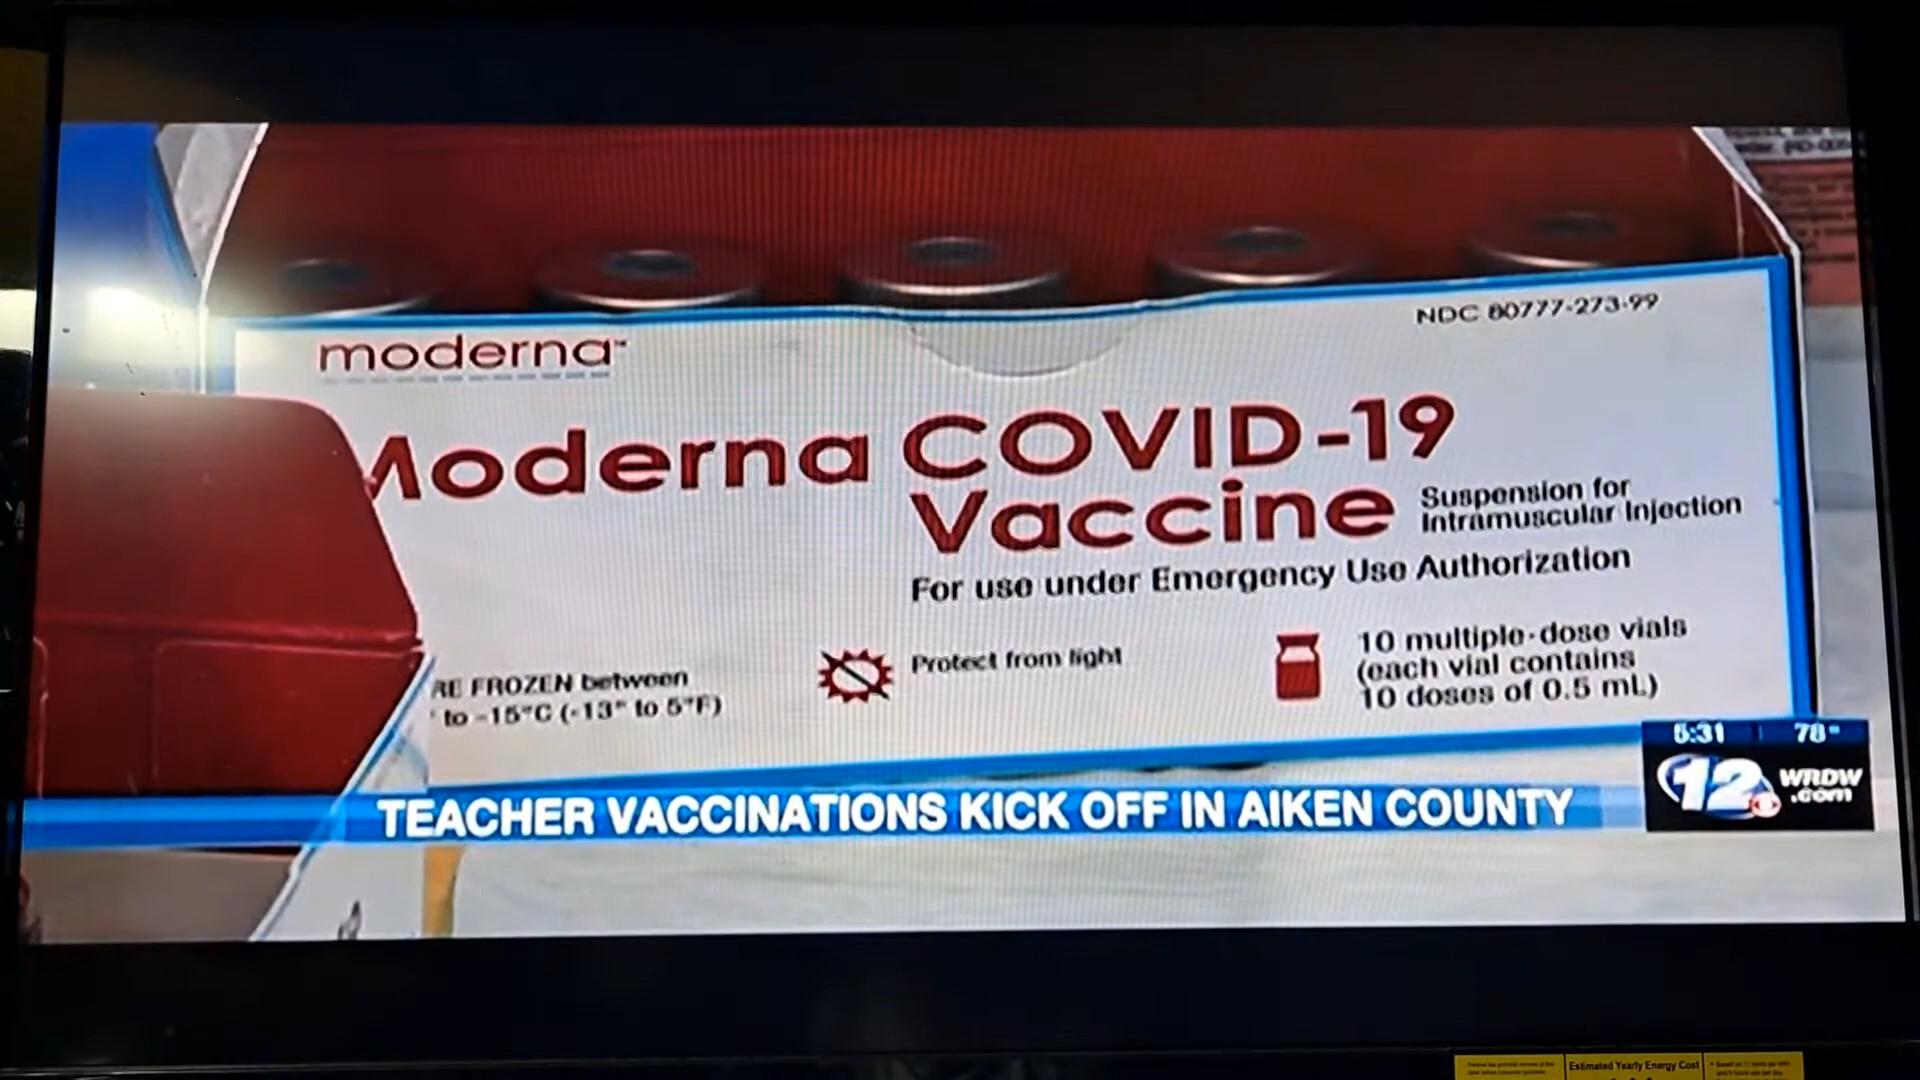 moderna™
NDC 80777-273-99
Moderna COVID-19
Vaccine
Suspension for
Intramuscular Injection
For use under Emergency Use Authorization
RE FROZEN between
to -15°C (-13° to 5°F)
Protect from light
10 multiple-dose vials
(each vial contains
10 doses of 0.5 mL)
5:31 78°
12 WRDW
.com
TEACHER VACCINATIONS KICK OFF IN AIKEN COUNTY
Estimated Yearly Energy Cost